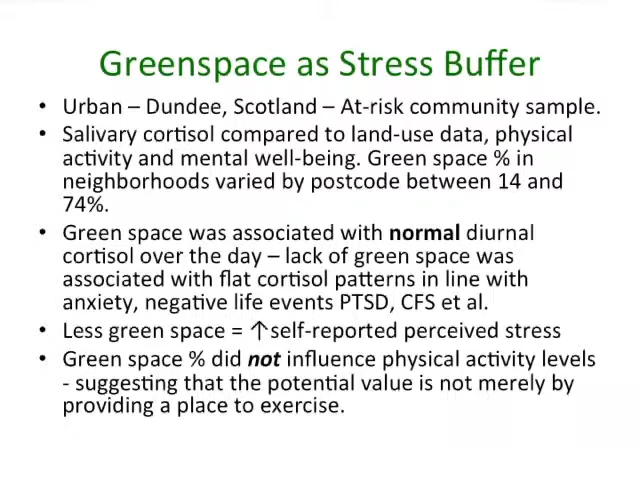 Greenspace as Stress Buffer
• Urban – Dundee, Scotland – At-risk community sample.
• Salivary cortisol compared to land-use data, physical
activity and mental well-being. Green space % in
neighborhoods varied by postcode between 14 and
74%.
• Green space was associated with normal diurnal
cortisol over the day – lack of green space was
associated with flat cortisol patterns in line with
anxiety, negative life events PTSD, CFS et al.
• Less green space = ↑self-reported perceived stress
• Green space % did not influence physical activity levels
- suggesting that the potential value is not merely by
providing a place to exercise.